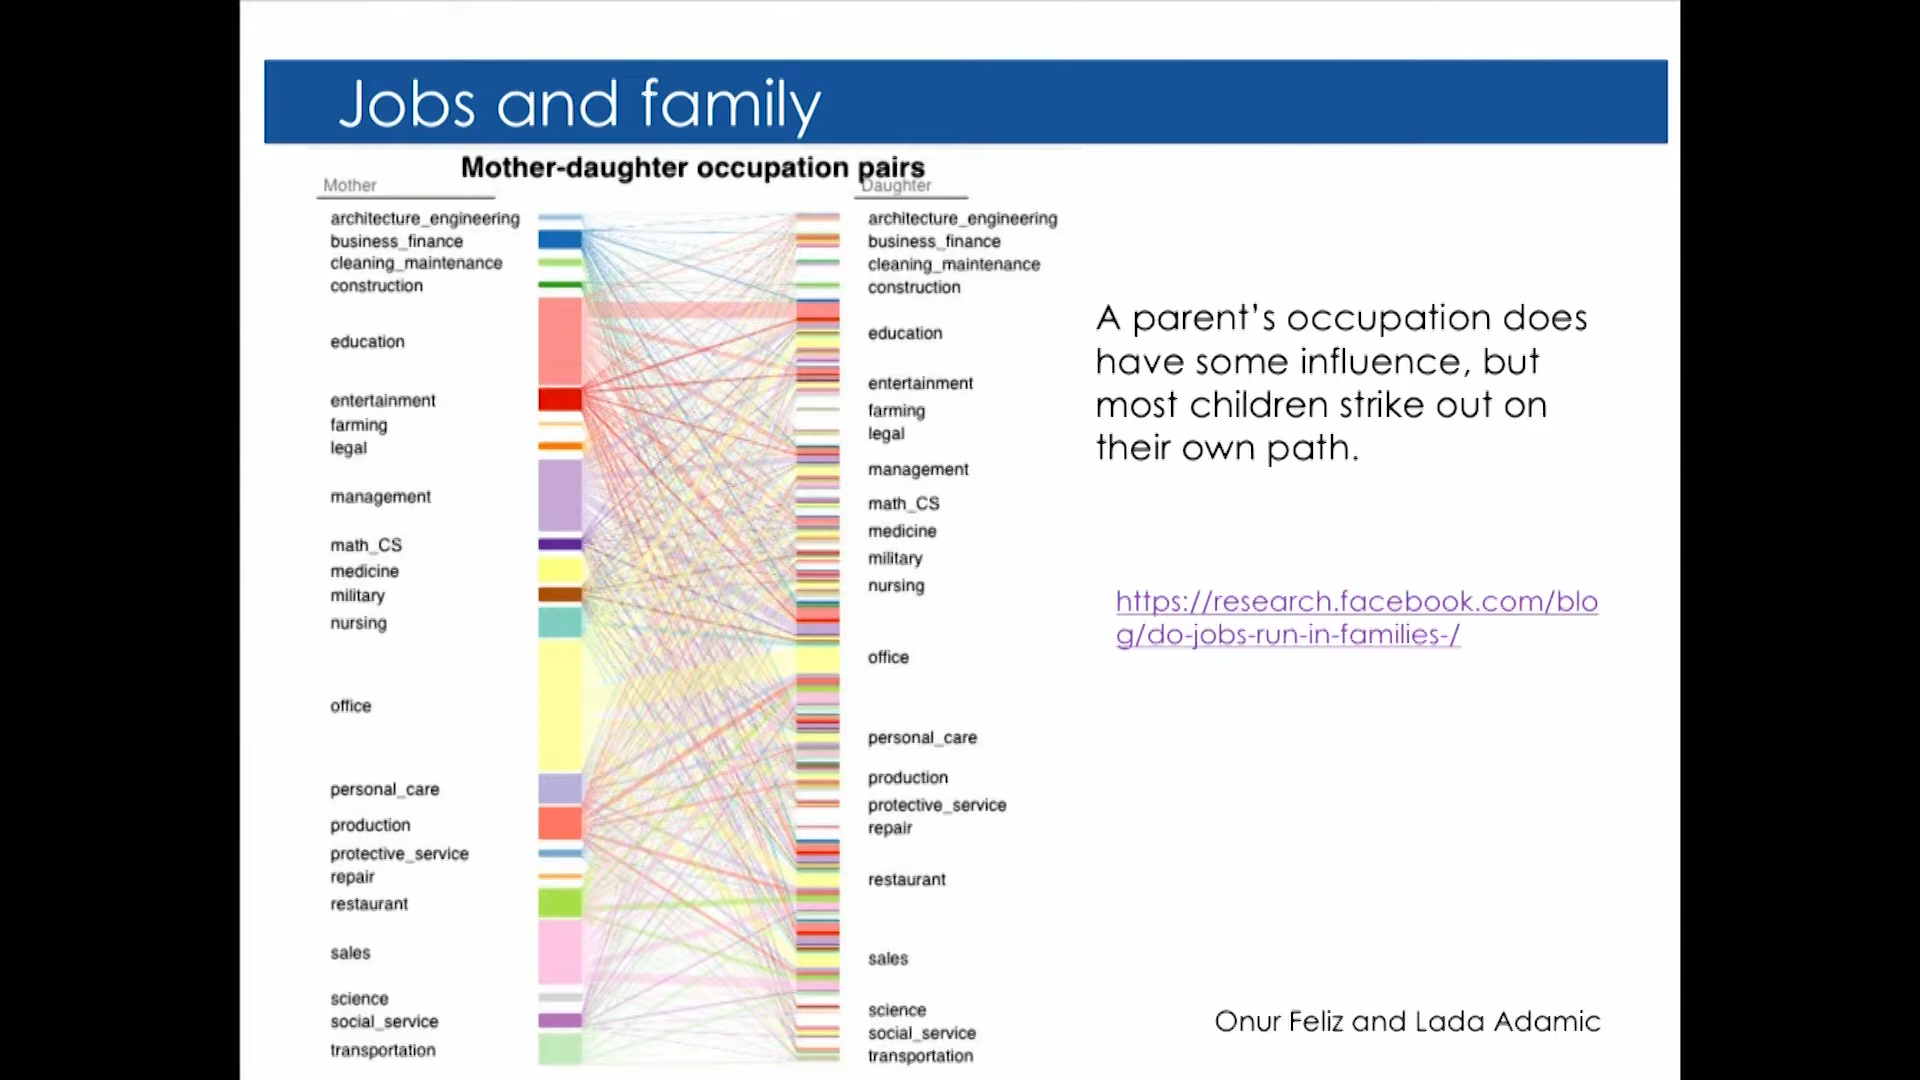 Jobs and family
Mother-daughter occupation pairs
Mother
architecture_engineering
business_finance
cleaning_maintenance
construction
education
entertainment
farming
legal
management
math_CS
medicine
military
nursing
office
personal_care
production
protective_service
repair
restaurant
sales
science
social_service
transportation
Daughter
architecture_engineering
business_finance
cleaning_maintenance
construction
education
entertainment
farming
legal
management
math_CS
medicine
military
nursing
office
personal_care
production
protective_service
repair
restaurant
sales
science
social_service
transportation
A parent’s occupation does
have some influence, but
most children strike out on
their own path.
https://research.facebook.com/blo
g/do-jobs-run-in-families-/
Onur Feliz and Lada Adamic